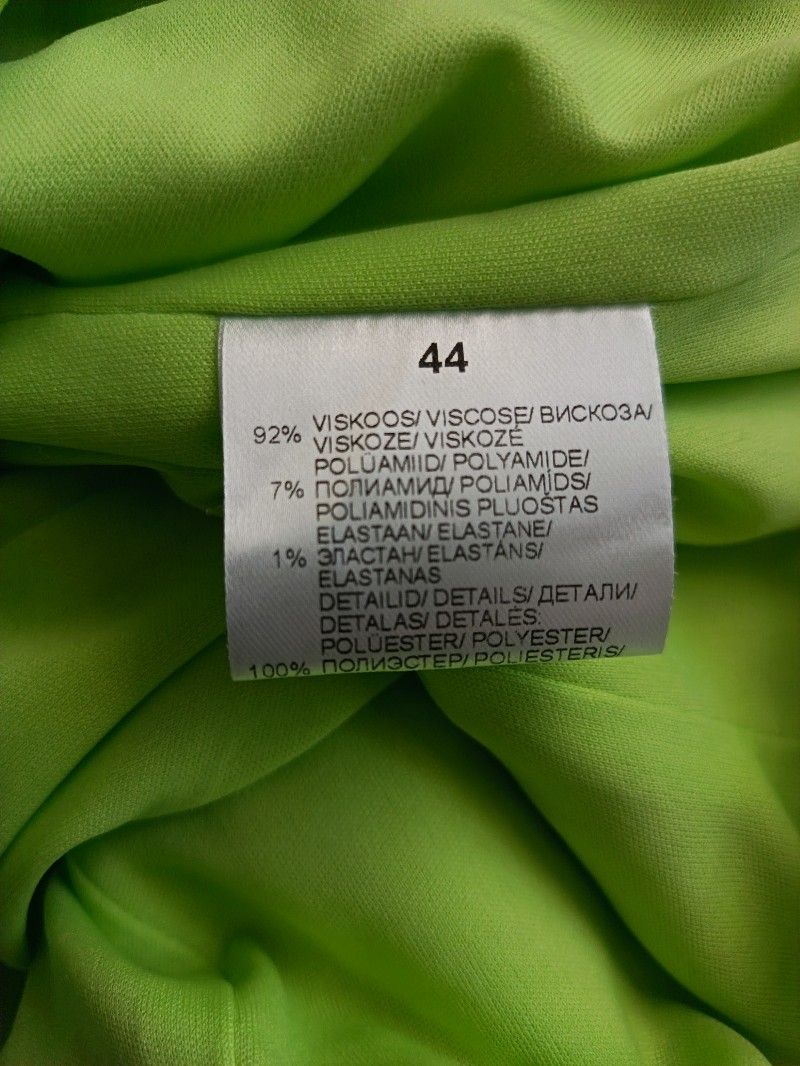 44
92% VISKOOS/ VISCOSE/ ВИСКОЗА/
VISKOZE/ VISKOZĖ
POLÜAMIID/ POLYAMIDE/
7% ПОЛИАМИД/ POLIAMĪDS/
POLIAMIDINIS PLUOŠTAS
ELASTAAN/ ELASTANE/
1% ЭЛАСТАН/ ELASTĀNS/
ELASTANAS
DETAILID/ DETAILS/ ДЕТАЛИ/
DETALAS/ DETALĖS:
POLÜESTER/ POLYESTER/
100% ПОЛИЭСТЕР/ POLIESTERIS/